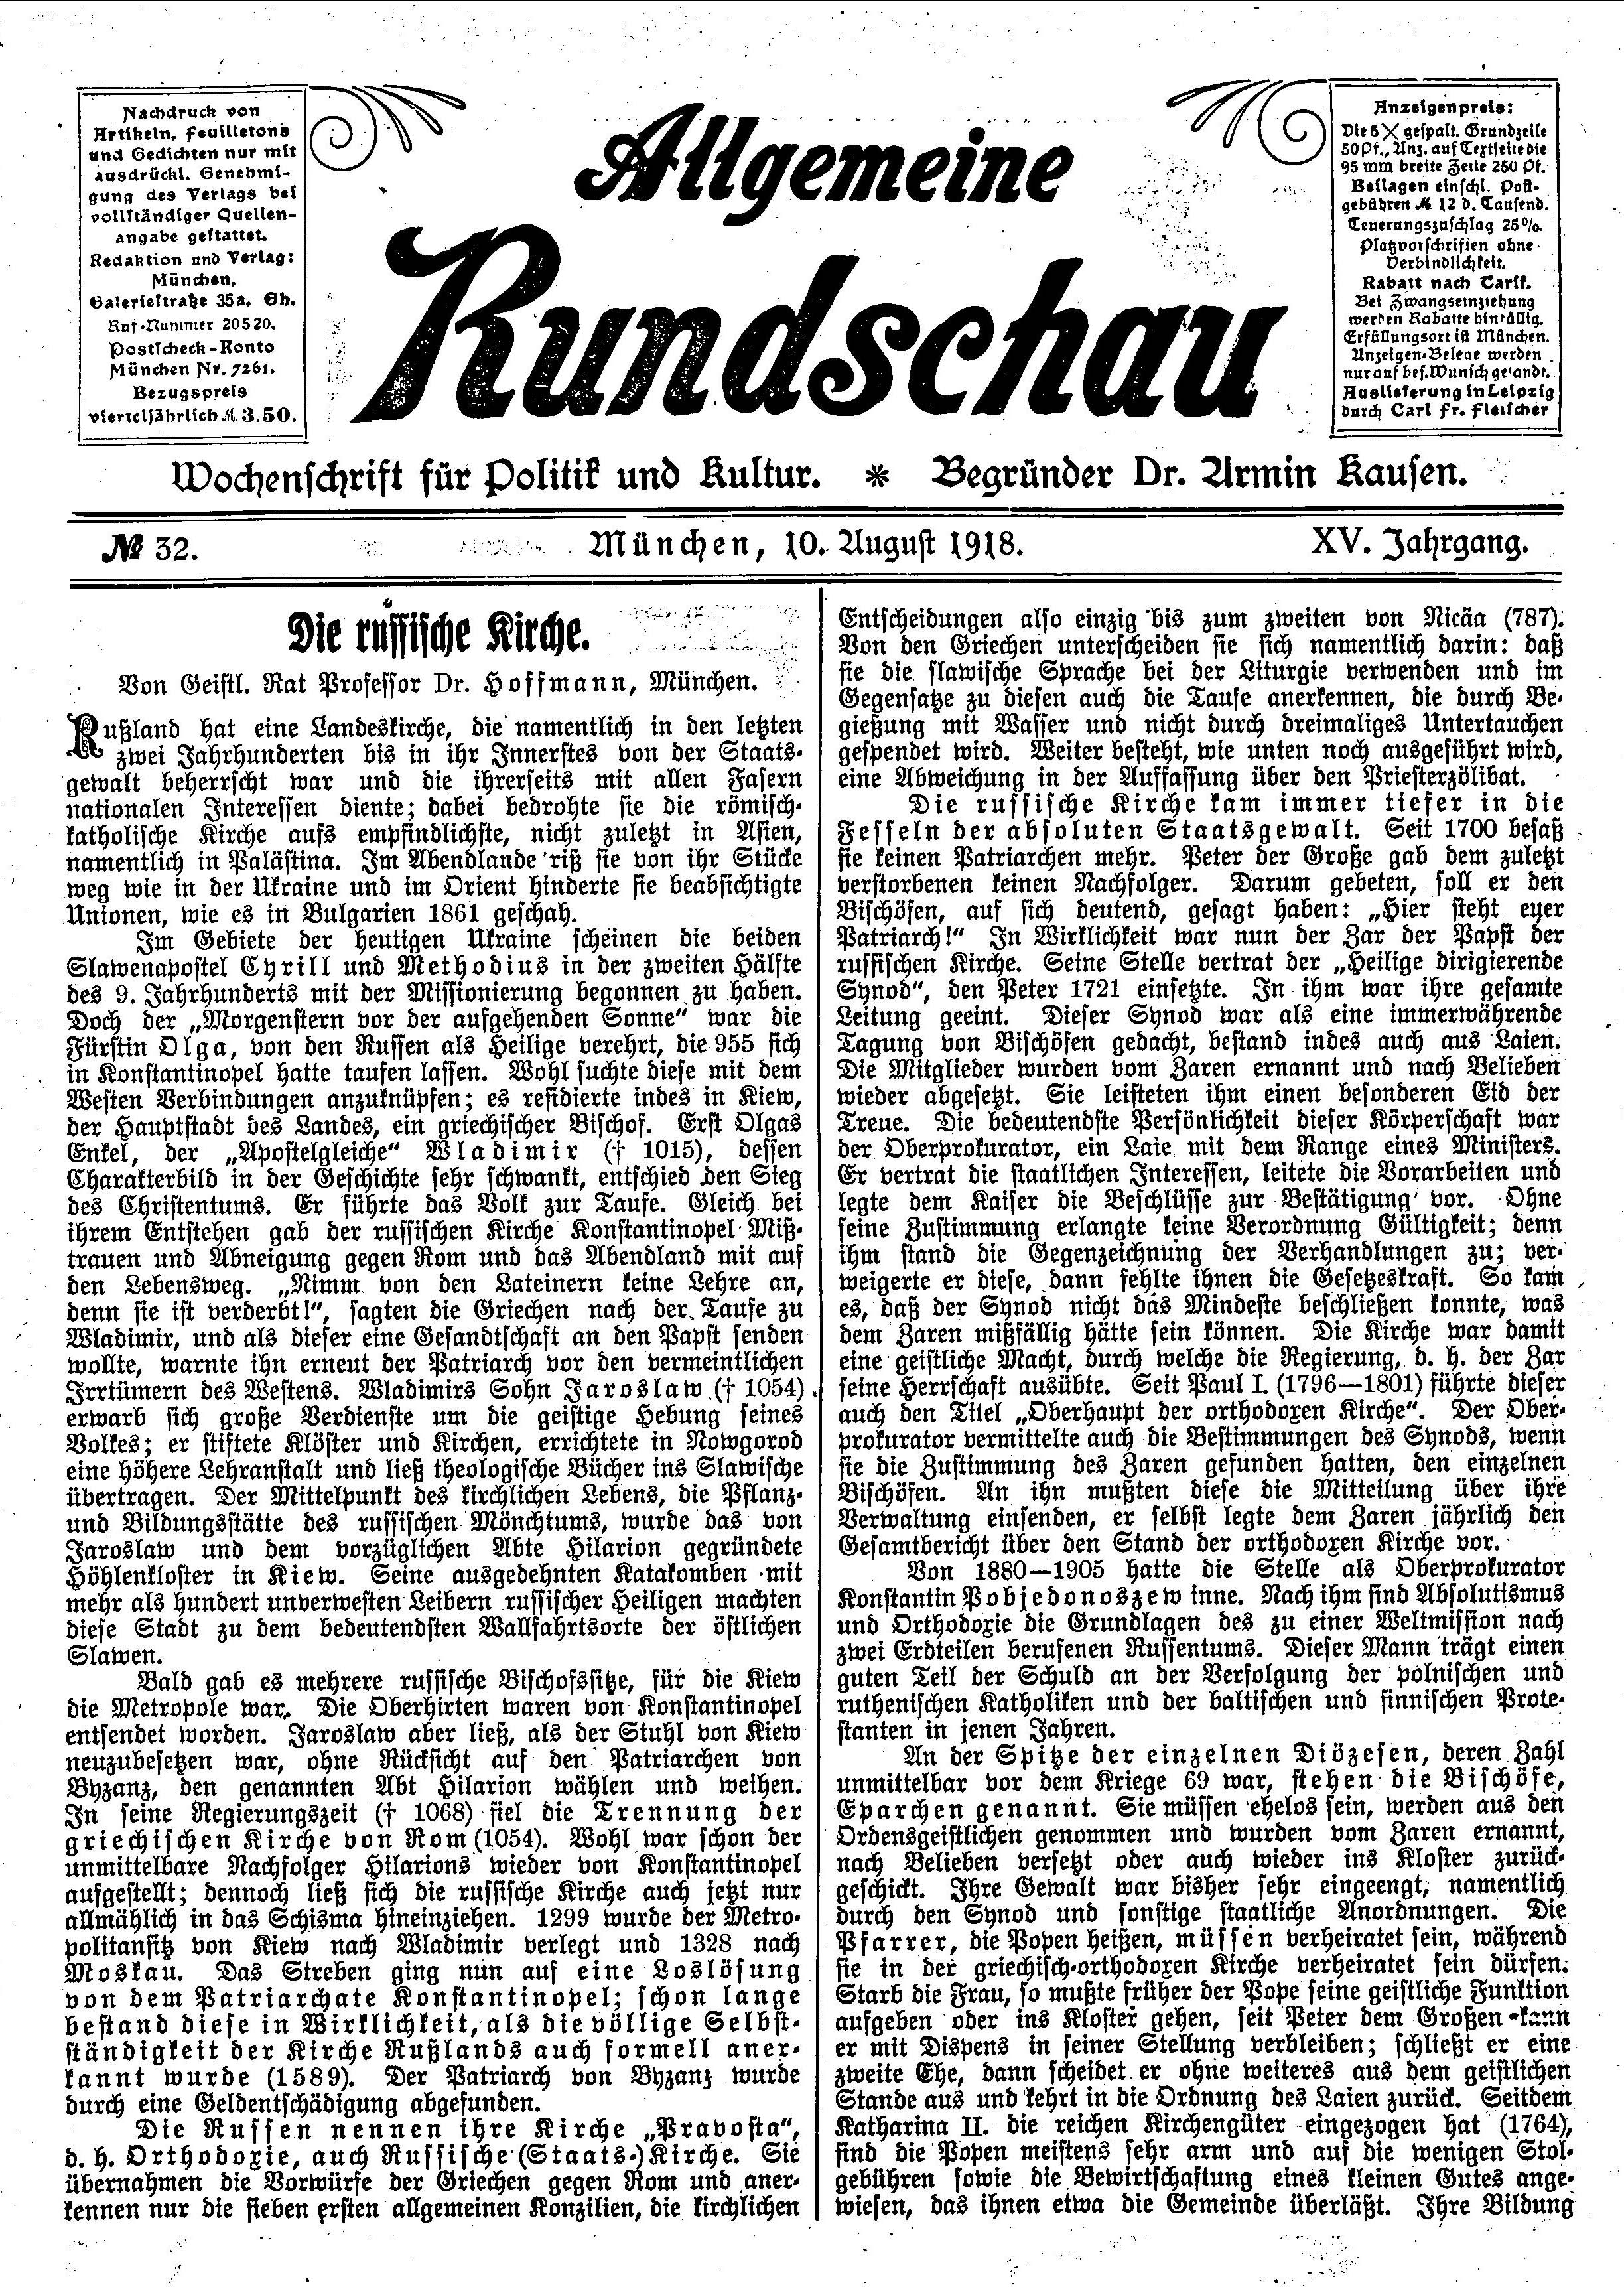 Nachdruck von
Artikeln, Feuilletons
und Gedichten nur mit
ausdrückl. Genehmi-
gung des Verlags bei
vollständiger Quellen-
angabe gestattet.
Redaktion und Verlag:
München,
Galeriestraße 35a, Gh.
Ruf-Nummer 20520.
Postscheck-Konto
München Nr. 7261.
Bezugspreis
vierteljährlich M. 3.50.
Allgemeine
Rundschau
Anzeigenpreis:
Die 5 × gespalt. Grundzeile
50 Pf., Anz. auf Textseite die
95 mm breite Zeile 250 Pf.
Beilagen einschl. Post-
gebühren M 12 d. Tausend.
Teuerungszuschlag 25%.
Platzvorschriften ohne
Verbindlichkeit.
Rabatt nach Tarif.
Bei Zwangseinziehung
werden Rabatte hinfällig.
Erfüllungsort ist München.
Anzeigen-Belege werden
nur auf bes. Wunsch gesandt.
Auslieferung in Leipzig
durch Carl Fr. Fleischer
Wochenschrift für Politik und Kultur. * Begründer Dr. Armin Kausen.
№ 32. München, 10. August 1918. XV. Jahrgang.
Die russische Kirche.
Von Geistl. Rat Professor Dr. Hoffmann, München.
Rußland hat eine Landeskirche, die namentlich in den letzten
zwei Jahrhunderten bis in ihr Innerstes von der Staats-
gewalt beherrscht war und die ihrerseits mit allen Fasern
nationalen Interessen diente; dabei bedrohte sie die römisch-
katholische Kirche aufs empfindlichste, nicht zuletzt in Asien,
namentlich in Palästina. Im Abendlande riß sie von ihr Stücke
weg wie in der Ukraine und im Orient hinderte sie beabsichtigte
Unionen, wie es in Bulgarien 1861 geschah.
Im Gebiete der heutigen Ukraine scheinen die beiden
Slawenapostel Cyrill und Methodius in der zweiten Hälfte
des 9. Jahrhunderts mit der Missionierung begonnen zu haben.
Doch der „Morgenstern vor der aufgehenden Sonne“ war die
Fürstin Olga, von den Russen als Heilige verehrt, die 955 sich
in Konstantinopel hatte taufen lassen. Wohl suchte diese mit dem
Westen Verbindungen anzuknüpfen; es residierte indes in Kiew,
der Hauptstadt des Landes, ein griechischer Bischof. Erst Olgas
Enkel, der „Apostelgleiche“ Wladimir († 1015), dessen
Charakterbild in der Geschichte sehr schwankt, entschied den Sieg
des Christentums. Er führte das Volk zur Taufe. Gleich bei
ihrem Entstehen gab der russischen Kirche Konstantinopel Miß-
trauen und Abneigung gegen Rom und das Abendland mit auf
den Lebensweg. „Nimm von den Lateinern keine Lehre an,
denn sie ist verderbt!“, sagten die Griechen nach der Taufe zu
Wladimir, und als dieser eine Gesandtschaft an den Papst senden
wollte, warnte ihn erneut der Patriarch vor den vermeintlichen
Irrtümern des Westens. Wladimirs Sohn Jaroslaw († 1054)
erwarb sich große Verdienste um die geistige Hebung seines
Volkes; er stiftete Klöster und Kirchen, errichtete in Nowgorod
eine höhere Lehranstalt und ließ theologische Bücher ins Slawische
übertragen. Der Mittelpunkt des kirchlichen Lebens, die Pflanz-
und Bildungsstätte des russischen Mönchtums, wurde das von
Jaroslaw und dem vorzüglichen Abte Hilarion gegründete
Höhlenkloster in Kiew. Seine ausgedehnten Katakomben mit
mehr als hundert unverwesten Leibern russischer Heiligen machten
diese Stadt zu dem bedeutendsten Wallfahrtsorte der östlichen
Slawen.
Bald gab es mehrere russische Bischofssitze, für die Kiew
die Metropole war. Die Oberhirten waren von Konstantinopel
entsendet worden. Jaroslaw aber ließ, als der Stuhl von Kiew
neuzubesetzen war, ohne Rücksicht auf den Patriarchen von
Byzanz, den genannten Abt Hilarion wählen und weihen.
In seine Regierungszeit († 1068) fiel die Trennung der
griechischen Kirche von Rom (1054). Wohl war schon der
unmittelbare Nachfolger Hilarions wieder von Konstantinopel
aufgestellt; dennoch ließ sich die russische Kirche auch jetzt nur
allmählich in das Schisma hineinziehen. 1299 wurde der Metro-
politansitz von Kiew nach Wladimir verlegt und 1328 nach
Moskau. Das Streben ging nun auf eine Loslösung
von dem Patriarchate Konstantinopel; schon lange
bestand diese in Wirklichkeit, als die völlige Selbst-
ständigkeit der Kirche Rußlands auch formell aner-
kannt wurde (1589). Der Patriarch von Byzanz wurde
durch eine Geldentschädigung abgefunden.
Die Russen nennen ihre Kirche „Pravosta“,
d. h. Orthodoxie, auch Russische (Staats-) Kirche. Sie
übernahmen die Vorwürfe der Griechen gegen Rom und aner-
kennen nur die sieben ersten allgemeinen Konzilien, die kirchlichen
Entscheidungen also einzig bis zum zweiten von Nicäa (787).
Von den Griechen unterscheiden sie sich namentlich darin: daß
sie die slawische Sprache bei der Liturgie verwenden und im
Gegensatze zu diesen auch die Taufe anerkennen, die durch Be-
gießung mit Wasser und nicht durch dreimaliges Untertauchen
gespendet wird. Weiter besteht, wie unten noch ausgeführt wird,
eine Abweichung in der Auffassung über den Priesterzölibat.
Die russische Kirche kam immer tiefer in die
Fesseln der absoluten Staatsgewalt. Seit 1700 besaß
sie keinen Patriarchen mehr. Peter der Große gab dem zuletzt
verstorbenen keinen Nachfolger. Darum gebeten, soll er den
Bischöfen, auf sich deutend, gesagt haben: „Hier steht euer
Patriarch!“ In Wirklichkeit war nun der Zar der Papst der
russischen Kirche. Seine Stelle vertrat der „Heilige dirigierende
Synod“, den Peter 1721 einsetzte. In ihm war ihre gesamte
Leitung geeint. Dieser Synod war als eine immerwährende
Tagung von Bischöfen gedacht, bestand indes auch aus Laien.
Die Mitglieder wurden vom Zaren ernannt und nach Belieben
wieder abgesetzt. Sie leisteten ihm einen besonderen Eid der
Treue. Die bedeutendste Persönlichkeit dieser Körperschaft war
der Oberprokurator, ein Laie mit dem Range eines Ministers.
Er vertrat die staatlichen Interessen, leitete die Vorarbeiten und
legte dem Kaiser die Beschlüsse zur Bestätigung vor. Ohne
seine Zustimmung erlangte keine Verordnung Gültigkeit; denn
ihm stand die Gegenzeichnung der Verhandlungen zu; ver-
weigerte er diese, dann fehlte ihnen die Gesetzeskraft. So kam
es, daß der Synod nicht das Mindeste beschließen konnte, was
dem Zaren mißfällig hätte sein können. Die Kirche war damit
eine geistliche Macht, durch welche die Regierung, d. h. der Zar
seine Herrschaft ausübte. Seit Paul I. (1796—1801) führte dieser
auch den Titel „Oberhaupt der orthodoxen Kirche“. Der Ober-
prokurator vermittelte auch die Bestimmungen des Synods, wenn
sie die Zustimmung des Zaren gefunden hatten, den einzelnen
Bischöfen. An ihn mußten diese die Mitteilung über ihre
Verwaltung einsenden, er selbst legte dem Zaren jährlich den
Gesamtbericht über den Stand der orthodoxen Kirche vor.
Von 1880—1905 hatte die Stelle als Oberprokurator
Konstantin Pobjedonoszew inne. Nach ihm sind Absolutismus
und Orthodoxie die Grundlagen des zu einer Weltmission nach
zwei Erdteilen berufenen Russentums. Dieser Mann trägt einen
guten Teil der Schuld an der Verfolgung der polnischen und
ruthenischen Katholiken und der baltischen und finnischen Prote-
stanten in jenen Jahren.
An der Spitze der einzelnen Diözesen, deren Zahl
unmittelbar vor dem Kriege 69 war, stehen die Bischöfe,
Eparchen genannt. Sie müssen ehelos sein, werden aus den
Ordensgeistlichen genommen und wurden vom Zaren ernannt,
nach Belieben versetzt oder auch wieder ins Kloster zurück-
geschickt. Ihre Gewalt war bisher sehr eingeengt, namentlich
durch den Synod und sonstige staatliche Anordnungen. Die
Pfarrer, die Popen heißen, müssen verheiratet sein, während
sie in der griechisch-orthodoxen Kirche verheiratet sein dürfen.
Starb die Frau, so mußte früher der Pope seine geistliche Funktion
aufgeben oder ins Kloster gehen, seit Peter dem Großen kann
er mit Dispens in seiner Stellung verbleiben; schließt er eine
zweite Ehe, dann scheidet er ohne weiteres aus dem geistlichen
Stande aus und kehrt in die Ordnung des Laien zurück. Seitdem
Katharina II. die reichen Kirchengüter eingezogen hat (1764),
sind die Popen meistens sehr arm und auf die wenigen Stol-
gebühren sowie die Bewirtschaftung eines kleinen Gutes ange-
wiesen, das ihnen etwa die Gemeinde überläßt. Ihre Bildung